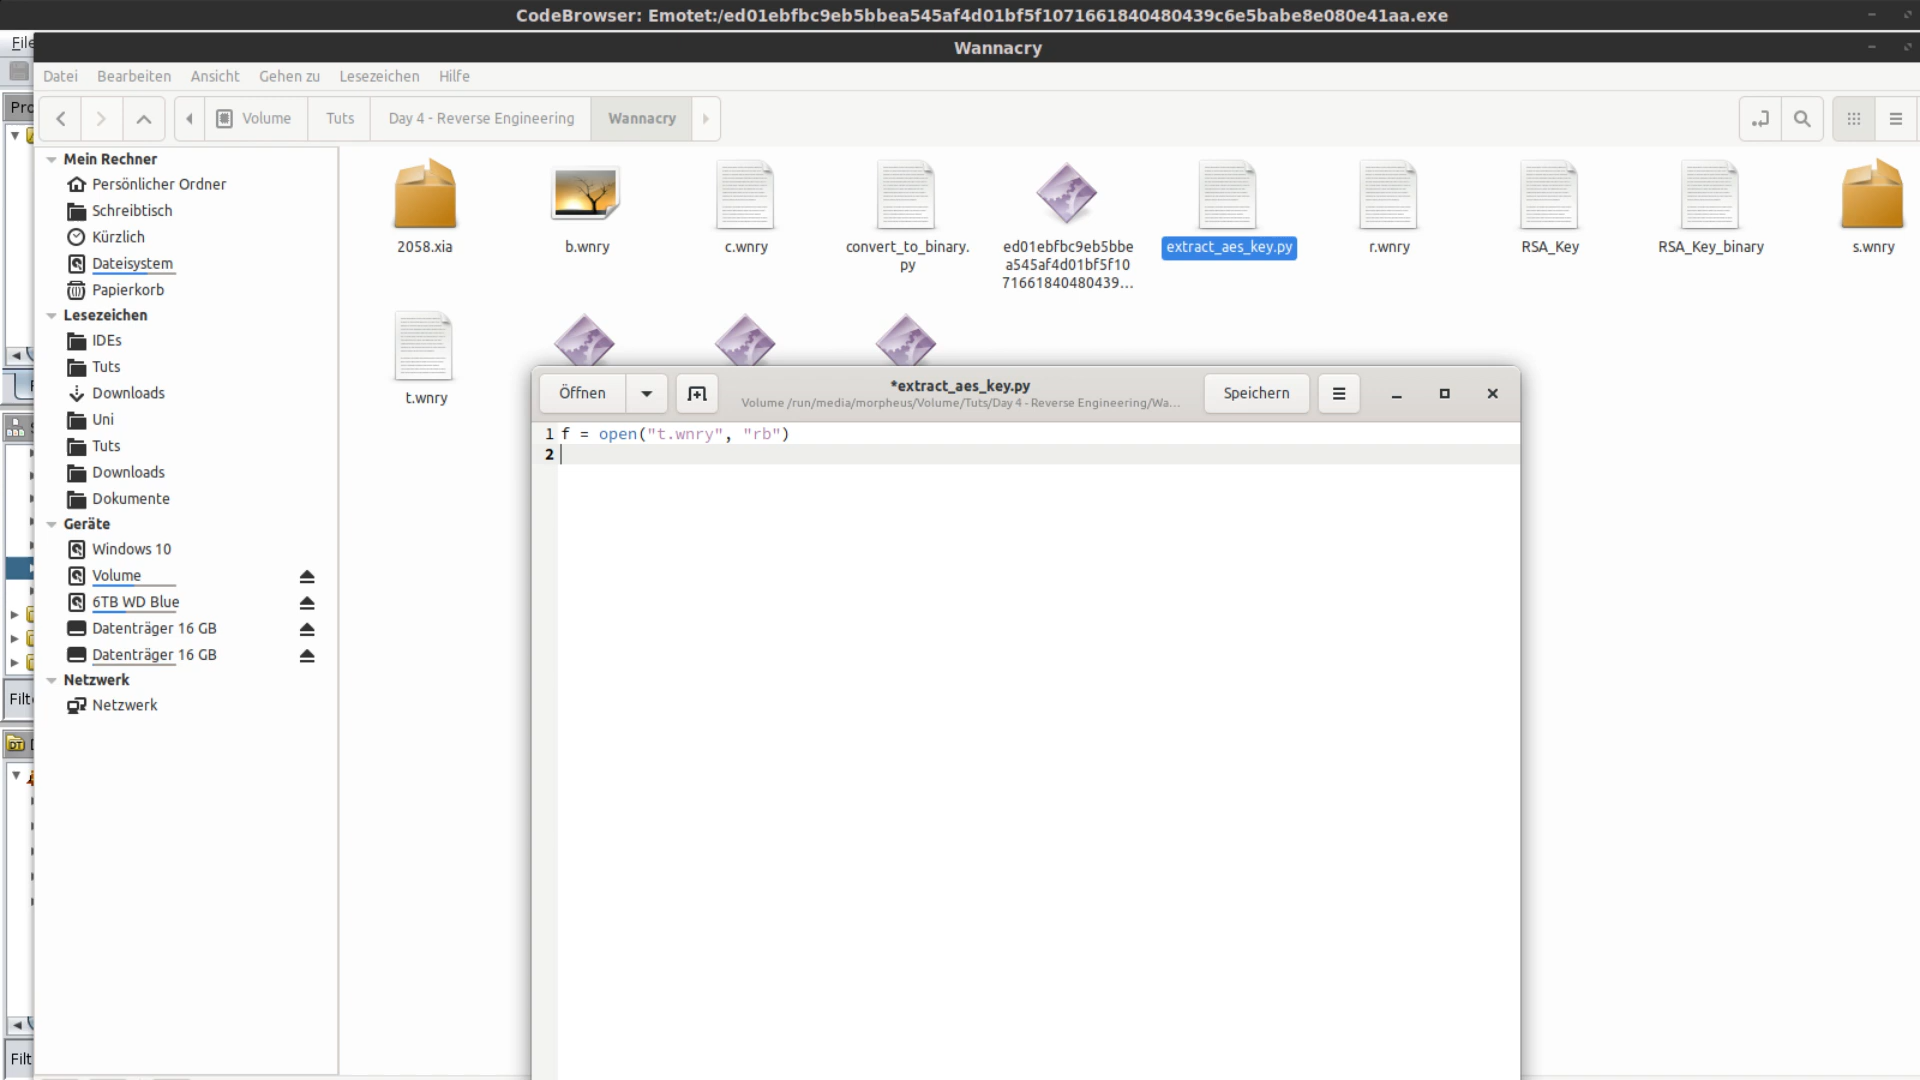 CodeBrowser: Emotet:/ed01ebfbc9eb5bbea545af4d01bf5f1071661840480439c6e5babe8e080e41aa.exe
File
Wannacry
Datei Bearbeiten Ansicht Gehen zu Lesezeichen Hilfe
Volume Tuts Day 4 - Reverse Engineering Wannacry
Mein Rechner
Persönlicher Ordner
Schreibtisch
Kürzlich
Dateisystem
Papierkorb
Lesezeichen
IDEs
Tuts
Downloads
Uni
Tuts
Downloads
Dokumente
Geräte
Windows 10
Volume
6TB WD Blue
Datenträger 16 GB
Datenträger 16 GB
Netzwerk
Netzwerk
2058.xia
b.wnry
c.wnry
convert_to_binary.
py
ed01ebfbc9eb5bbe
a545af4d01bf5f10
71661840480439...
extract_aes_key.py
r.wnry
RSA_Key
RSA_Key_binary
s.wnry
t.wnry
Öffnen
*extract_aes_key.py
Volume /run/media/morpheus/Volume/Tuts/Day 4 - Reverse Engineering/Wa...
Speichern
1 f = open("t.wnry", "rb")
2